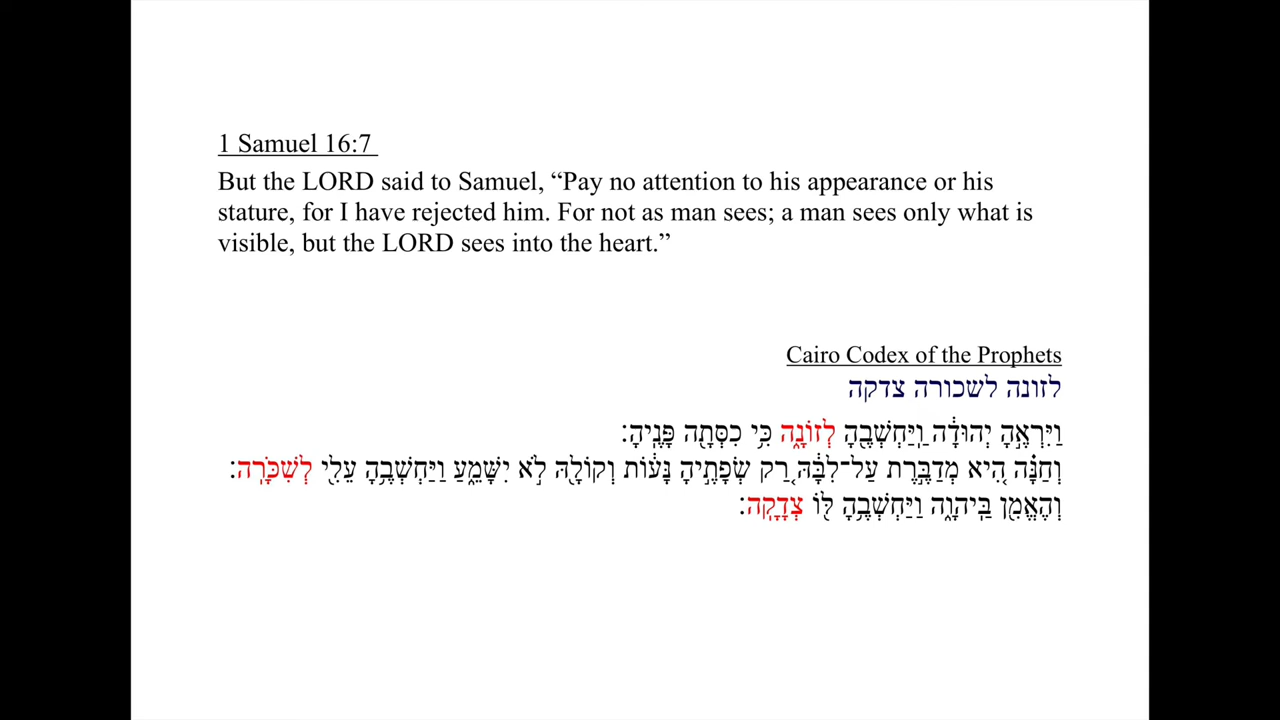 1 Samuel 16:7
But the LORD said to Samuel, “Pay no attention to his appearance or his
stature, for I have rejected him. For not as man sees; a man sees only what is
visible, but the LORD sees into the heart.”
Cairo Codex of the Prophets
לזונה לשכורה צדקה
וַיִּרְאֶ֣הָ יְהוּדָ֔ה וַֽיַּחְשְׁבֶ֖הָ לְזוֹנָ֑ה כִּ֥י כִסְּתָ֖ה פָּנֶֽיהָ׃
וְחַנָּ֗ה הִ֚יא מְדַבֶּ֣רֶת עַל־לִבָּ֔הּ רַ֚ק שְׂפָתֶ֣יהָ נָּע֔וֹת וְקוֹלָ֖הּ לֹ֣א יִשָּׁמֵ֑עַ וַיַּחְשְׁבֶ֥הָ עֵלִ֖י לְשִׁכֹּרָֽה׃
וְהֶאֱמִ֖ן בַּֽיהוָ֑ה וַיַּחְשְׁבֶ֥הָ לּ֖וֹ צְדָקָֽה׃